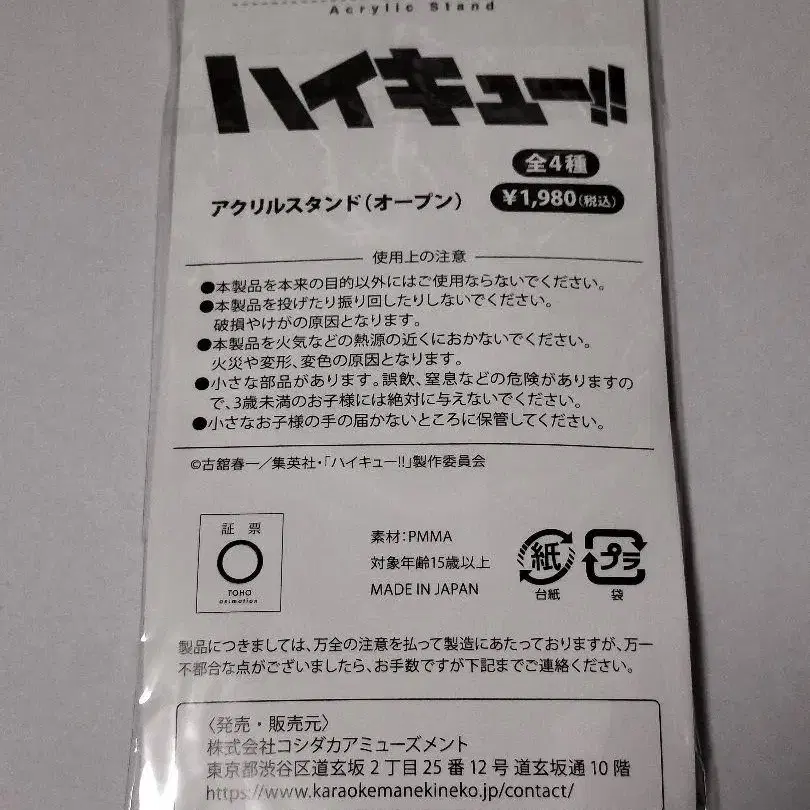 Acrylic Stand
ハイキュー!!
全4種
アクリルスタンド（オープン）
¥1,980（税込）
使用上の注意
●本製品を本来の目的以外にはご使用ならないでください。
●本製品を投げたり振り回したりしないでください。
破損やけがの原因となります。
●本製品を火気などの熱源の近くにおかないでください。
火災や変形、変色の原因となります。
●小さな部品があります。誤飲、窒息などの危険がありますの
で、3歳未満のお子様には絶対に与えないでください。
●小さなお子様の手の届かないところに保管してください。
©古舘春一／集英社・「ハイキュー!!」製作委員会
証 票
TOHO
animation
素材：PMMA
対象年齢15歳以上
MADE IN JAPAN
紙
台紙
プラ
袋
製品につきましては、万全の注意を払って製造にあたっておりますが、万一
不都合な点がございましたら、お手数ですが下記までご連絡ください。
〈発売・販売元〉
株式会社コシダカアミューズメント
東京都渋谷区道玄坂2丁目25番12号 道玄坂通10階
https://www.karaokemanekineko.jp/contact/